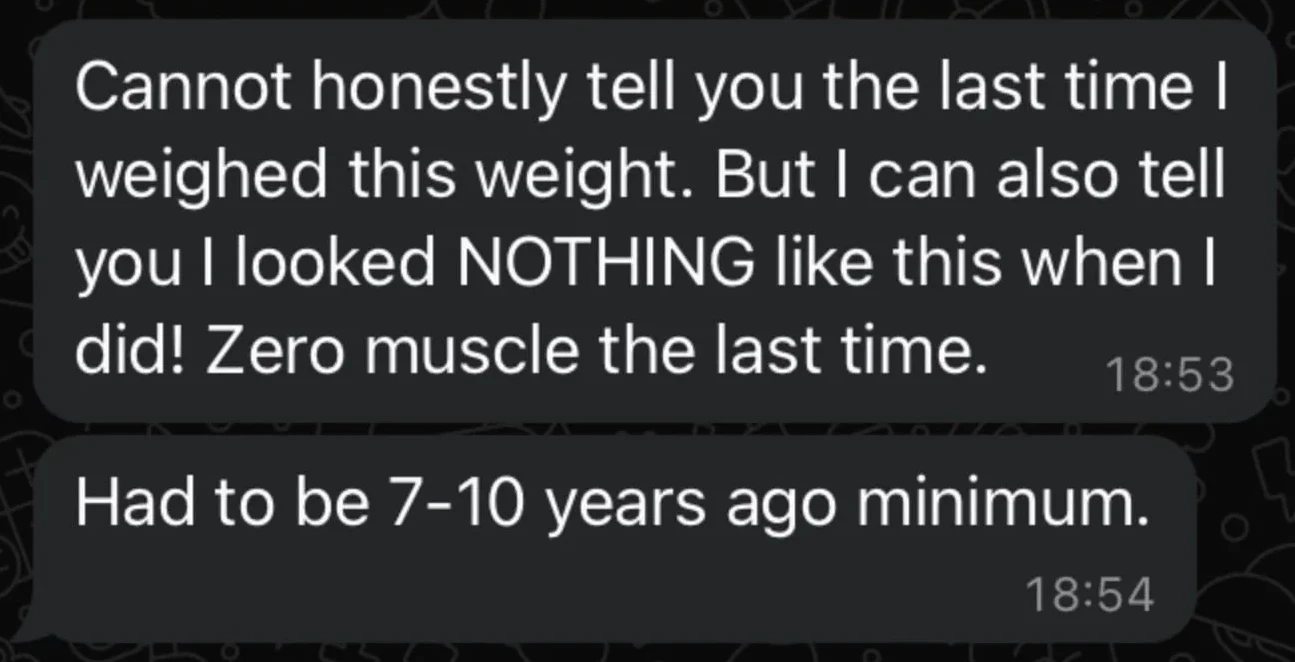 Cannot honestly tell you the last time I
weighed this weight. But I can also tell
you I looked NOTHING like this when I
did! Zero muscle the last time.
18:53
Had to be 7-10 years ago minimum.
18:54